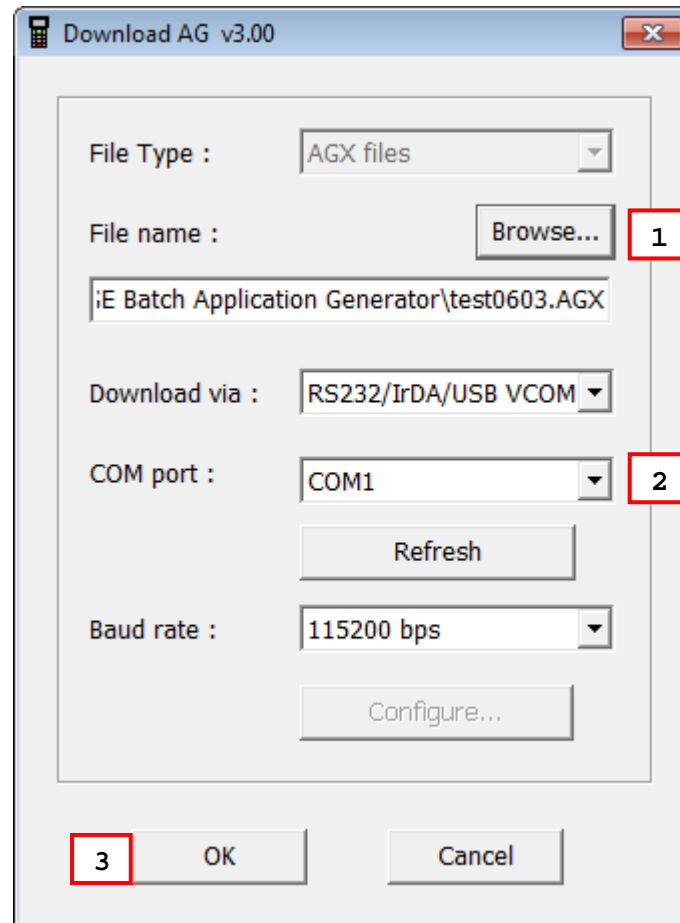 Download AG v3.00
File Type : AGX files
File name : Browse... 1
E Batch Application Generator\test0603.AGX
Download via : RS232/IrDA/USB VCOM
COM port : COM1 2
Refresh
Baud rate : 115200 bps
Configure...
3 OK Cancel